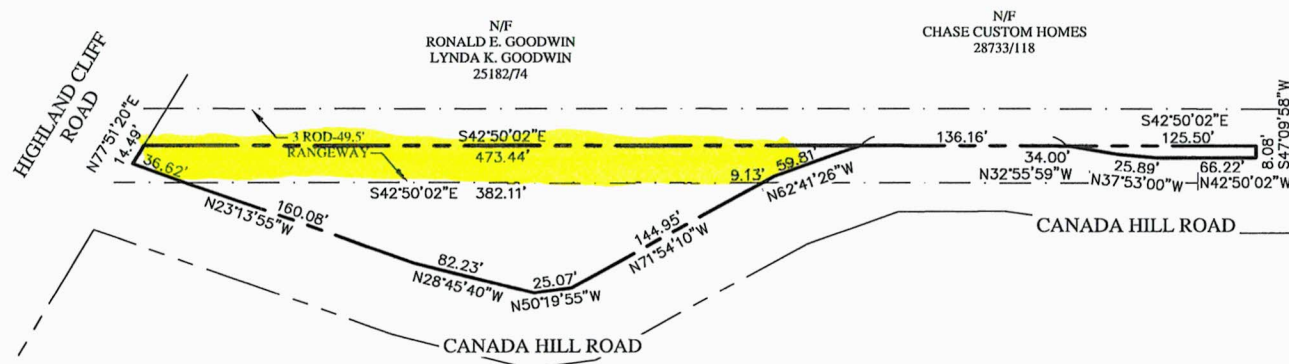 N/F
RONALD E. GOODWIN
LYNDA K. GOODWIN
25182/74
N/F
CHASE CUSTOM HOMES
28733/118
HIGHLAND CLIFF
ROAD
N77°51'20"E
14.49'
3 ROD-49.5'
RANGEWAY
S42°50'02"E
473.44'
S42°50'02"E
382.11'
36.62'
160.08'
N23°13'55"W
82.23'
N28°45'40"W
25.07'
N50°19'55"W
144.95'
N71°54'10"W
9.13'
59.81'
N62°41'26"W
136.16'
34.00'
N32°55'59"W
S42°50'02"E
125.50'
25.89'
N37°53'00"W
66.22'
N42°50'02"W
8.08'
S47°09'58"W
CANADA HILL ROAD
CANADA HILL ROAD